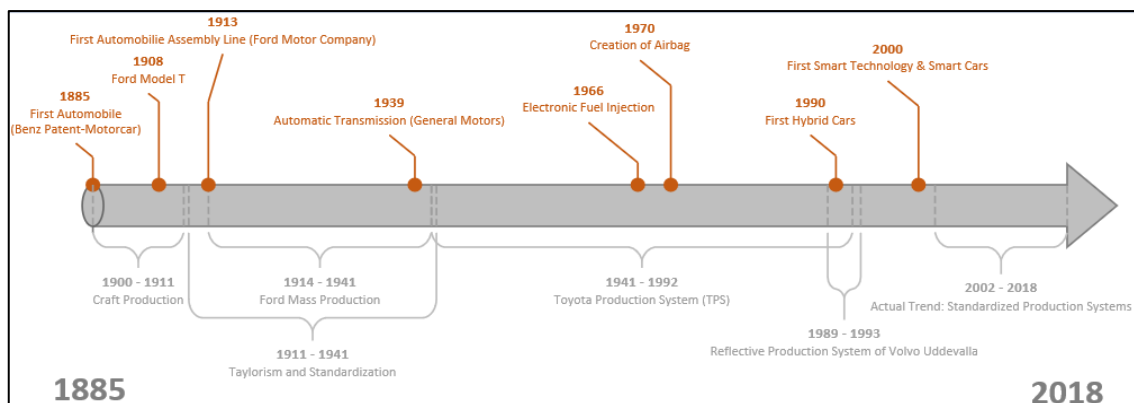 1913
First Automobilie Assembly Line (Ford Motor Company)
1908
Ford Model T
1885
First Automobile
(Benz Patent-Motorcar)
1939
Automatic Transmission (General Motors)
1970
Creation of Airbag
1966
Electronic Fuel Injection
2000
First Smart Technology & Smart Cars
1990
First Hybrid Cars
1900 - 1911
Craft Production
1914 - 1941
Ford Mass Production
1941 - 1992
Toyota Production System (TPS)
2002 - 2018
Actual Trend: Standardized Production Systems
1911 - 1941
Taylorism and Standardization
1989 - 1993
Reflective Production System of Volvo Uddevalla
1885
2018